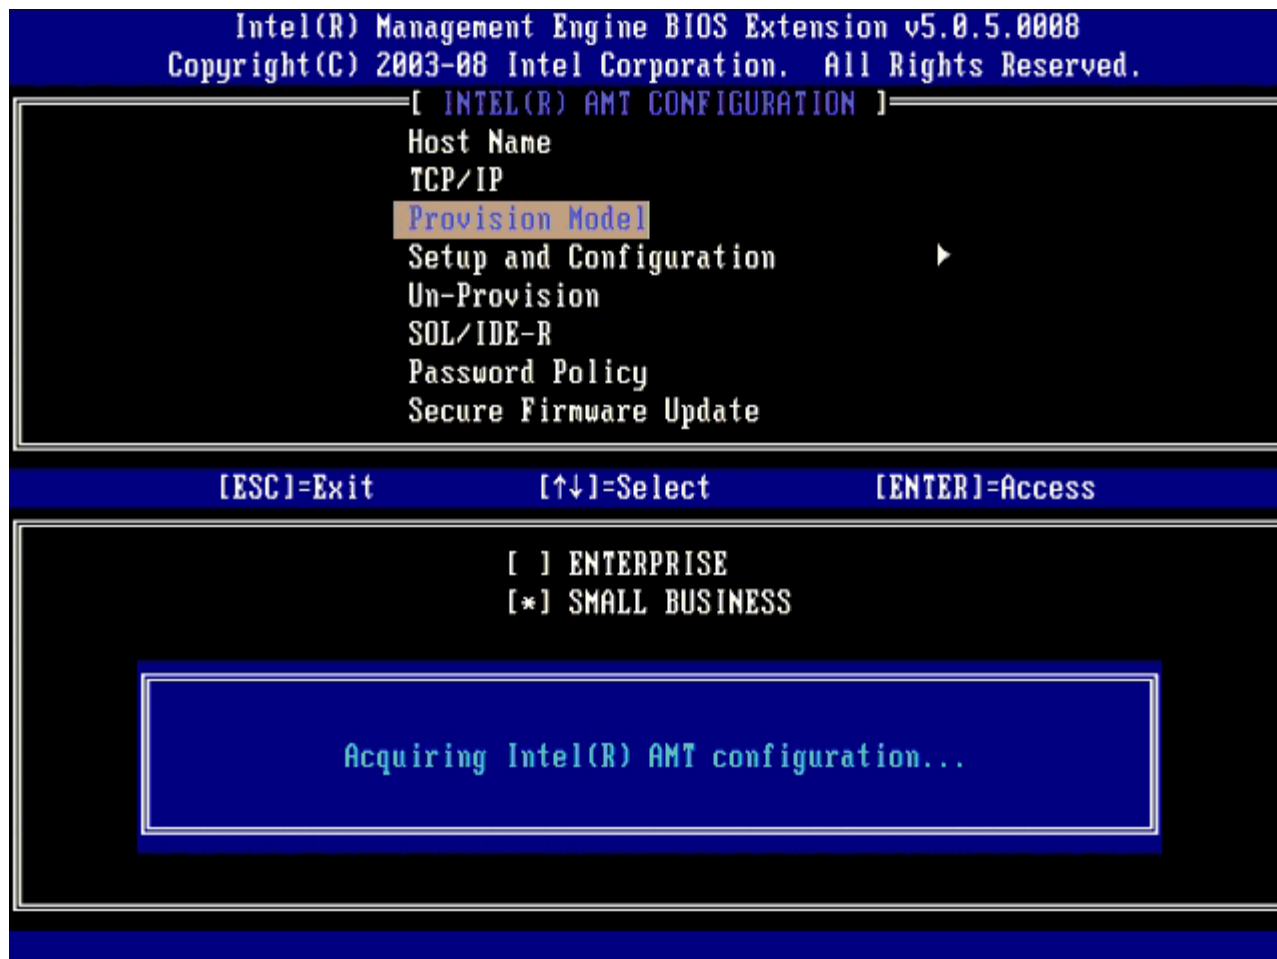 Intel(R) Management Engine BIOS Extension v5.0.5.0008
Copyright(C) 2003-08 Intel Corporation. All Rights Reserved.
[ INTEL(R) AMT CONFIGURATION ]
Host Name
TCP/IP
Provision Model
Setup and Configuration
Un-Provision
SOL/IDE-R
Password Policy
Secure Firmware Update
[ESC]=Exit [↑↓]=Select [ENTER]=Access
[ ] ENTERPRISE
[*] SMALL BUSINESS
Acquiring Intel(R) AMT configuration...